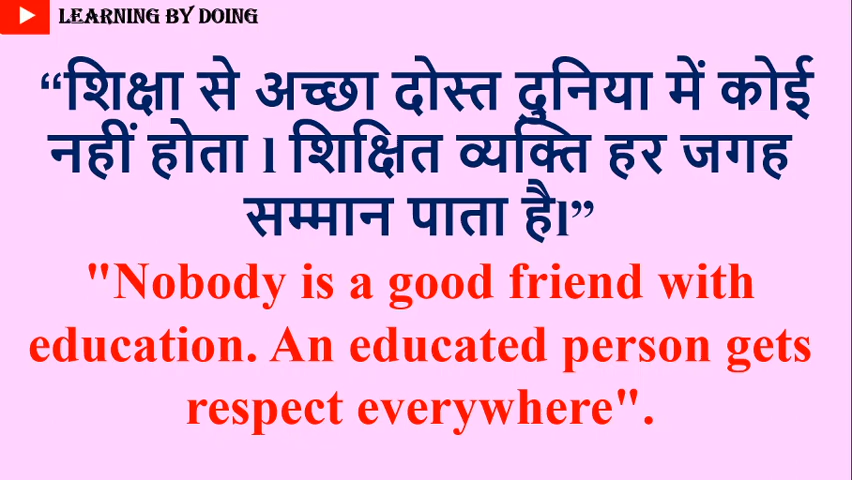 LEARNING BY DOING
“शिक्षा से अच्छा दोस्त दुनिया में कोई
नहीं होता l शिक्षित व्यक्ति हर जगह
सम्मान पाता हैl”
"Nobody is a good friend with
education. An educated person gets
respect everywhere".